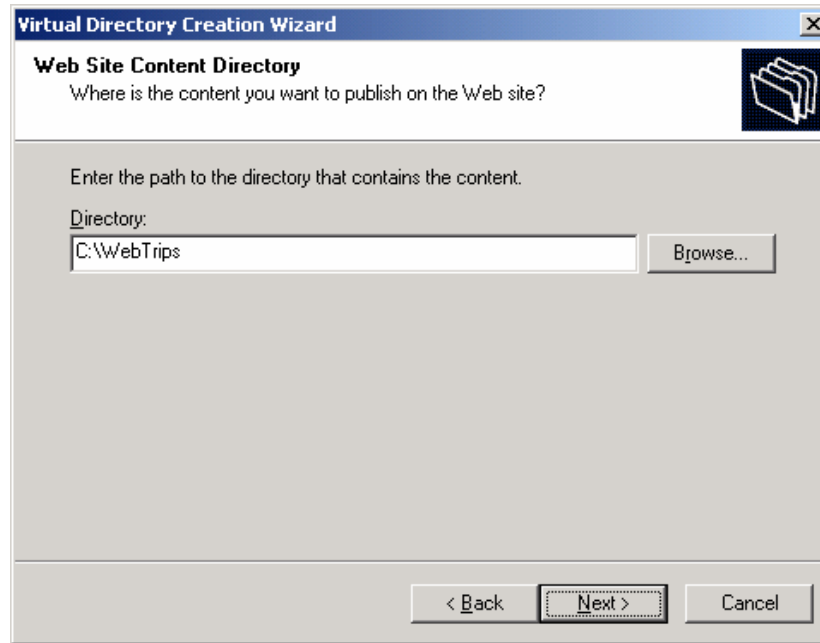 Virtual Directory Creation Wizard
Web Site Content Directory
Where is the content you want to publish on the Web site?
Enter the path to the directory that contains the content.
Directory:
C:\WebTrips
Browse...
< Back
Next >
Cancel